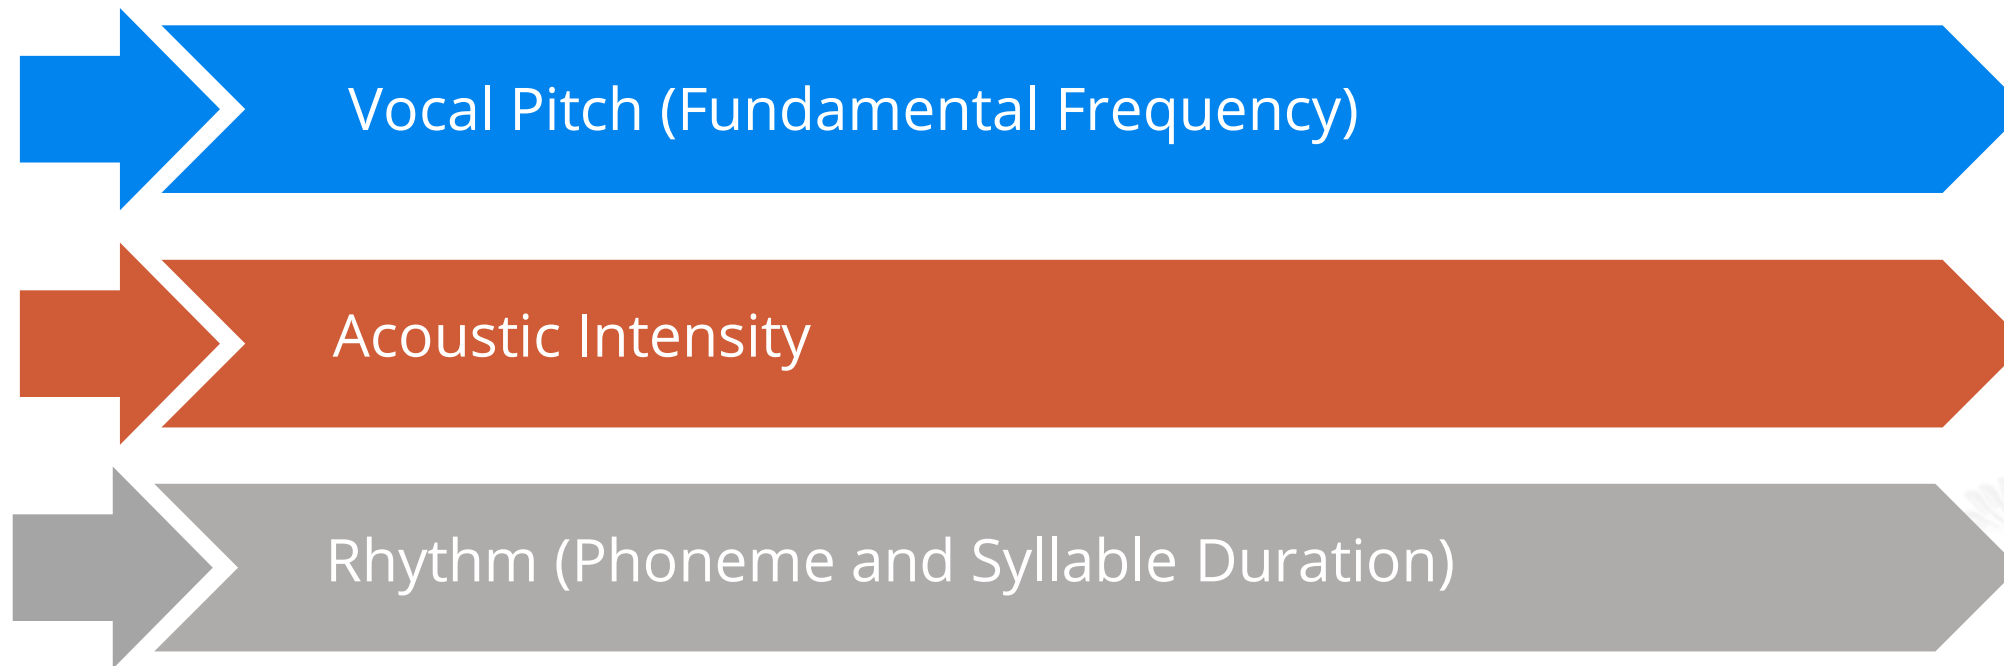 Vocal Pitch (Fundamental Frequency)
Acoustic Intensity
Rhythm (Phoneme and Syllable Duration)